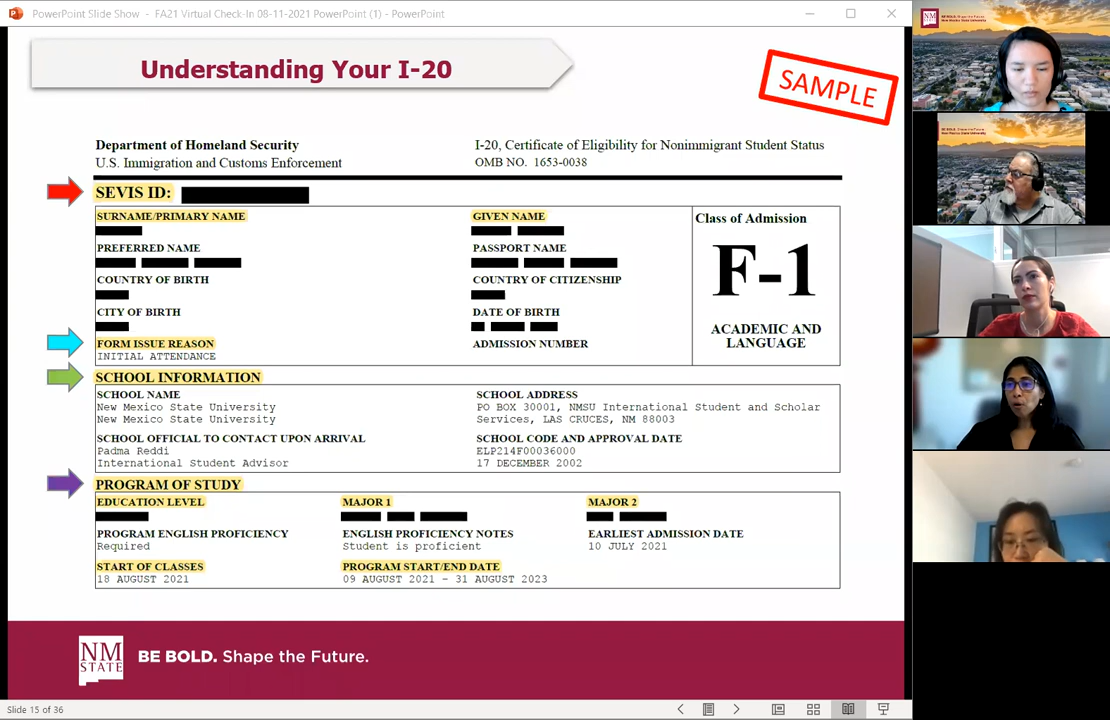 PowerPoint Slide Show - FA21 Virtual Check-In 08-11-2021 PowerPoint (1) - PowerPoint
Understanding Your I-20
SAMPLE
Department of Homeland Security
U.S. Immigration and Customs Enforcement
I-20, Certificate of Eligibility for Nonimmigrant Student Status
OMB NO. 1653-0038
SEVIS ID:
SURNAME/PRIMARY NAME
GIVEN NAME
PREFERRED NAME
PASSPORT NAME
COUNTRY OF BIRTH
COUNTRY OF CITIZENSHIP
CITY OF BIRTH
DATE OF BIRTH
FORM ISSUE REASON
INITIAL ATTENDANCE
ADMISSION NUMBER
Class of Admission
F-1
ACADEMIC AND
LANGUAGE
SCHOOL INFORMATION
SCHOOL NAME
New Mexico State University
New Mexico State University
SCHOOL ADDRESS
PO BOX 30001, NMSU International Student and Scholar
Services, LAS CRUCES, NM 88003
SCHOOL OFFICIAL TO CONTACT UPON ARRIVAL
Padma Reddi
International Student Advisor
SCHOOL CODE AND APPROVAL DATE
ELP214F00036000
17 DECEMBER 2002
PROGRAM OF STUDY
EDUCATION LEVEL
MAJOR 1
MAJOR 2
PROGRAM ENGLISH PROFICIENCY
Required
ENGLISH PROFICIENCY NOTES
Student is proficient
EARLIEST ADMISSION DATE
10 JULY 2021
START OF CLASSES
18 AUGUST 2021
PROGRAM START/END DATE
09 AUGUST 2021 - 31 AUGUST 2023
NM
STATE
BE BOLD. Shape the Future.
Slide 15 of 36
BE BOLD. Shape the Future.
New Mexico State University